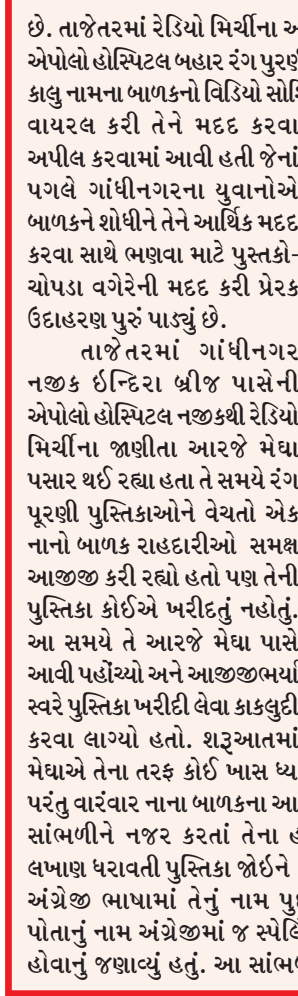 છે. તાજેતરમાં રેડિયો મિર્ચીના
એપોલો હોસ્પિટલ બહાર રંગ પુરણી
કાલુ નામના બાળકનો વિડિયો
વાયરલ કરી તેને મદદ કરવા
અપીલ કરવામાં આવી હતી જેનાં
પગલે ગાંધીનગરના યુવાનોએ
બાળકને શોધીને તેને આર્થિક મદદ
કરવા સાથે ભણવા માટે પુસ્તકો-
ચોપડા વગેરેની મદદ કરી પ્રેરક
ઉદાહરણ પુરું પાડ્યું છે.
તાજેતરમાં ગાંધીનગર
નજીક ઇન્દિરા બ્રીજ પાસેની
એપોલો હોસ્પિટલ નજીકથી રેડિયો
મિર્ચીના જાણીતા આરજે મેઘા
પસાર થઈ રહ્યા હતા તે સમયે રંગ
પૂરણી પુસ્તિકાઓને વેચતો એક
નાનો બાળક રાહદારીઓ સમક્ષ
આજીજી કરી રહ્યો હતો પણ તેની
પુસ્તિકા કોઈએ ખરીદતું નહોતું.
આ સમયે તે આરજે મેઘા પાસે
આવી પહોંચ્યો અને આજીજીભર્યા
સ્વરે પુસ્તિકા ખરીદી લેવા કાકલુદી
કરવા લાગ્યો હતો. શરૂઆતમાં
મેઘાએ તેના તરફ કોઈ ખાસ
પરંતુ વારંવાર નાના બાળકના
સાંભળીને નજર કરતાં તેના
લખાણ ધરાવતી પુસ્તિકા જોઇને
અંગ્રેજી ભાષામાં તેનું નામ
પોતાનું નામ અંગ્રેજીમાં જ
હોવાનું જણાવ્યું હતું. આ